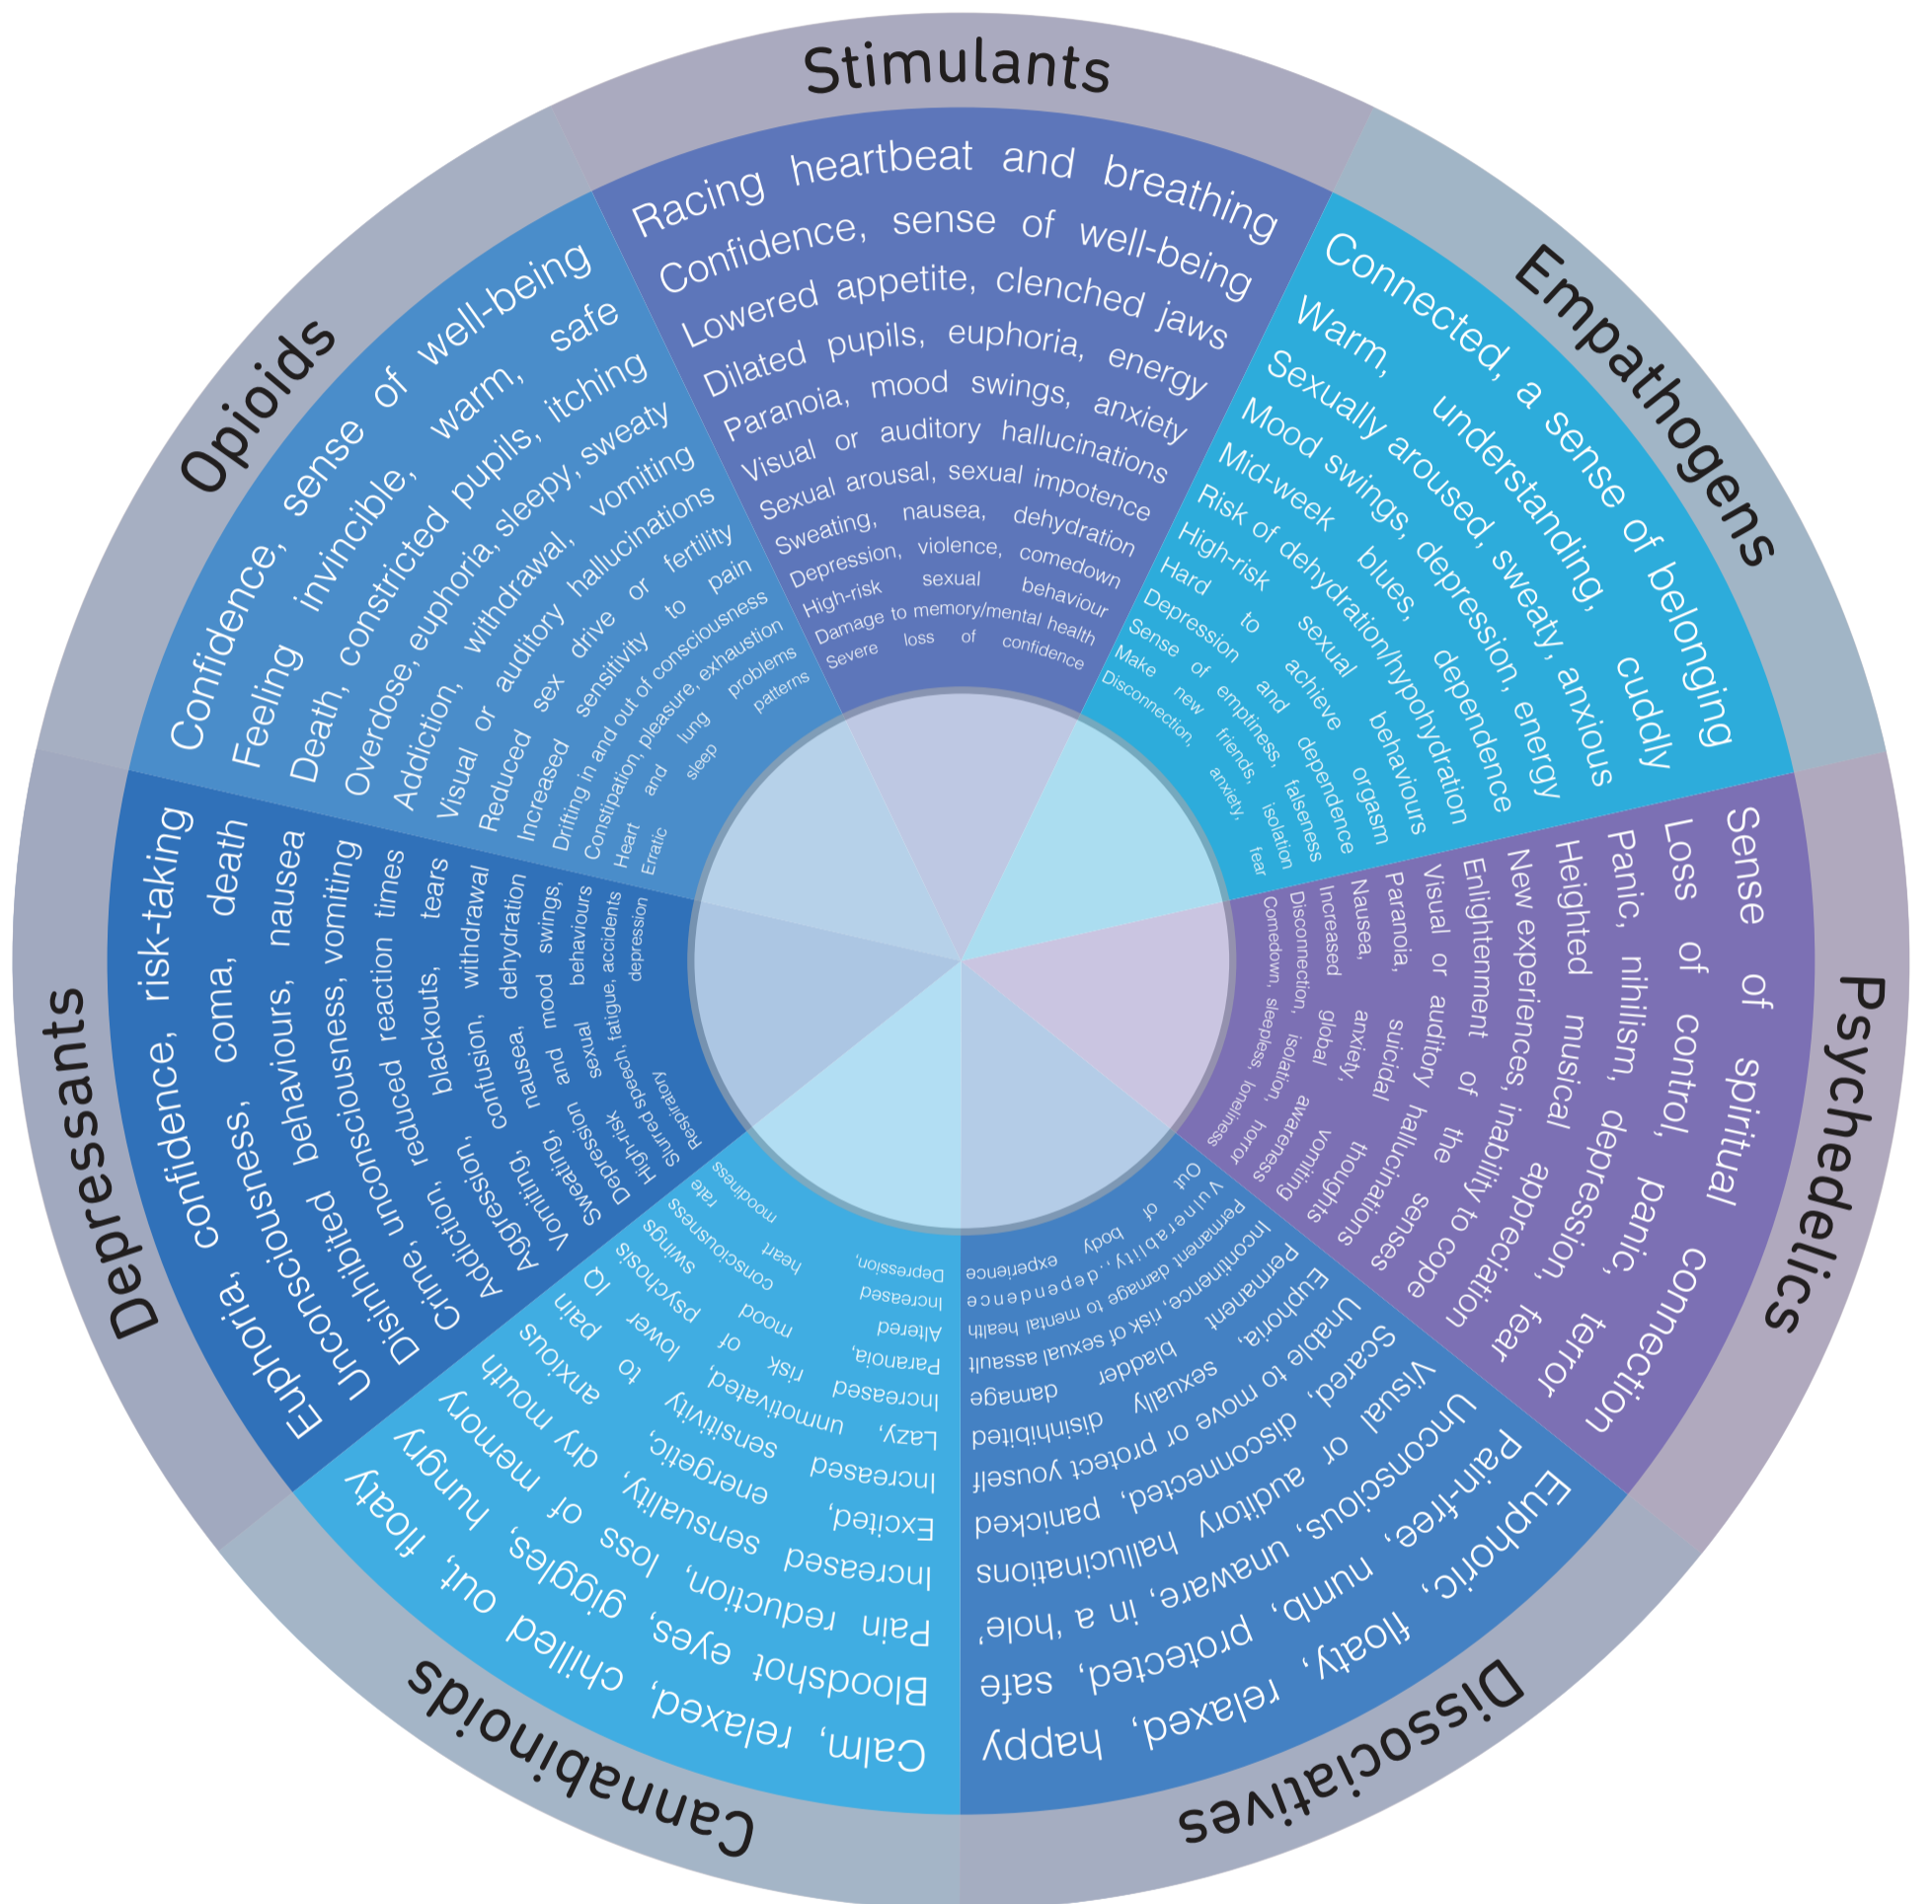 Stimulants
Racing heartbeat and breathing
Confidence, sense of well-being
Lowered appetite, clenched jaws
Dilated pupils, euphoria, energy
Paranoia, mood swings, anxiety
Visual or auditory hallucinations
Sexual arousal, sexual impotence
Sweating, nausea, dehydration
Depression, violence, comedown
High-risk sexual behaviour
Damage to memory/mental health
Severe loss of confidence
Empathogens
Connected, a sense of belonging
Warm, understanding, cuddly
Sexually aroused, sweaty, anxious
Mood swings, depression, energy
Mid-week blues, dependence
Risk of dehydration/hypohydration
High-risk sexual behaviours
Hard to achieve orgasm
Depression and dependence
Sense of emptiness, falseness
Make new friends, isolation
Disconnection, anxiety, fear
Psychedelics
Sense of spiritual connection
Loss of control, panic, terror
Panic, nihilism, depression, fear
Heighted musical appreciation
New experiences, inability to cope
Enlightenment of the senses
Visual or auditory hallucinations
Paranoia, suicidal thoughts
Nausea, anxiety, vomiting
Increased global awareness
Disconnection, isolation, horror
Comedown, sleepless, loneliness
Dissociatives
Euphoric, floaty, relaxed, happy
Pain-free, numb, protected, safe
Unconscious, unaware, in a ‘hole’
Visual or auditory hallucinations
Scared, disconnected, panicked
Unable to move or protect yourself
Euphoria, sexually disinhibited
Permanent bladder damage
Incontinence, risk of sexual assault
Permanent damage to mental health
Vulnerability,.dependence
Out of body experience
Cannabinoids
Calm, relaxed, chilled out, floaty
Bloodshot eyes, giggles, hungry
Pain reduction, loss of memory
Increased sensuality, dry mouth
Excited, energetic, anxious
Increased sensitivity to pain
Lazy, unmotivated, lower IQ
Increased risk of psychosis
Paranoia, mood swings
Altered consciousness
Increased heart rate
Depression, moodiness
Depressants
Euphoria, confidence, risk-taking
Unconsciousness, coma, death
Disinhibited behaviours, nausea
Crime, unconsciousness, vomiting
Addiction, reduced reaction times
Aggression, blackouts, tears
Vomiting, confusion, withdrawal
Sweating, nausea, dehydration
Depression and mood swings,
High-risk sexual behaviours
Slurred speech, fatigue, accidents
Respiratory depression
Opioids
Confidence, sense of well-being
Feeling invincible, warm, safe
Death, constricted pupils, itching
Overdose, euphoria, sleepy, sweaty
Addiction, withdrawal, vomiting
Visual or auditory hallucinations
Reduced sex drive or fertility
Increased sensitivity to pain
Drifting in and out of consciousness
Constipation, pleasure, exhaustion
Heart and lung problems
Erratic sleep patterns